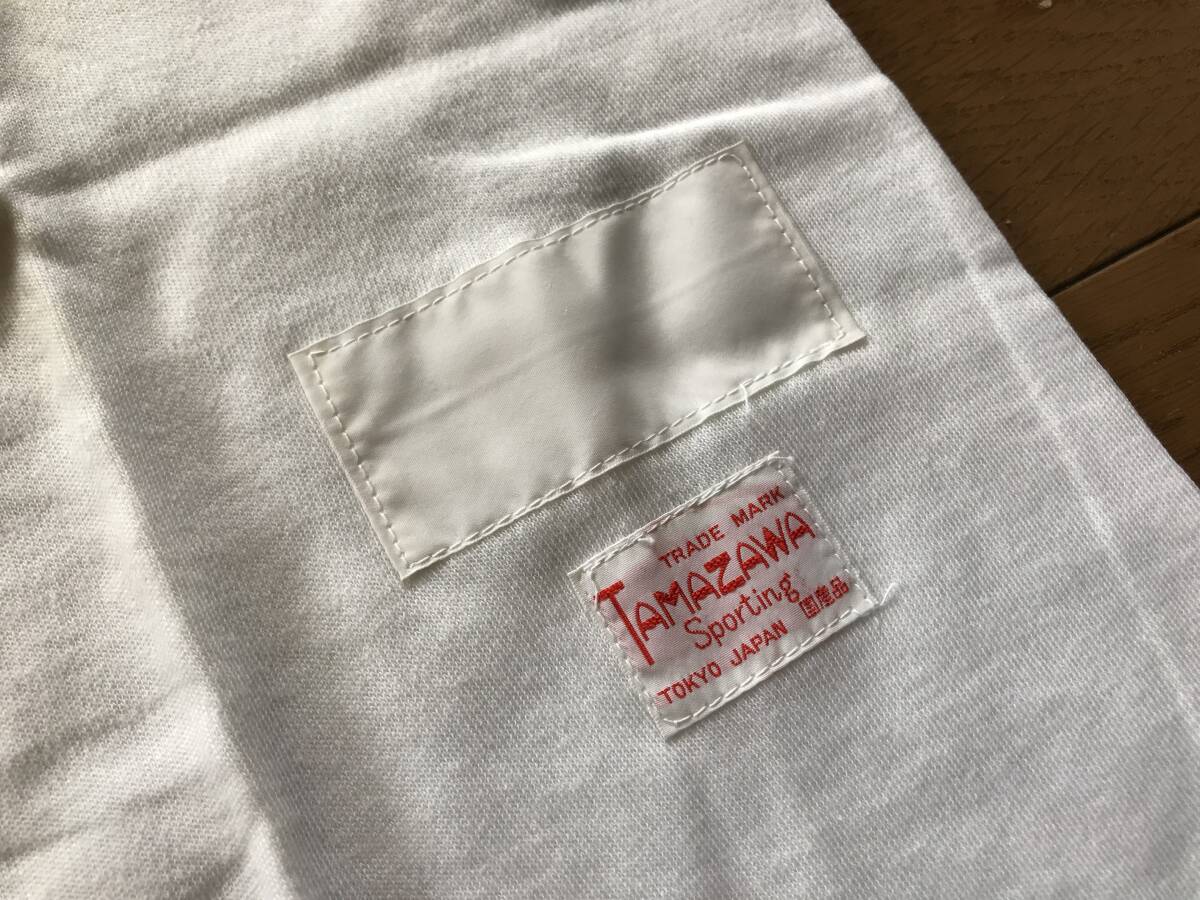 TRADE MARK
TAMAZAWA
Sporting
国産品
TOKYO JAPAN